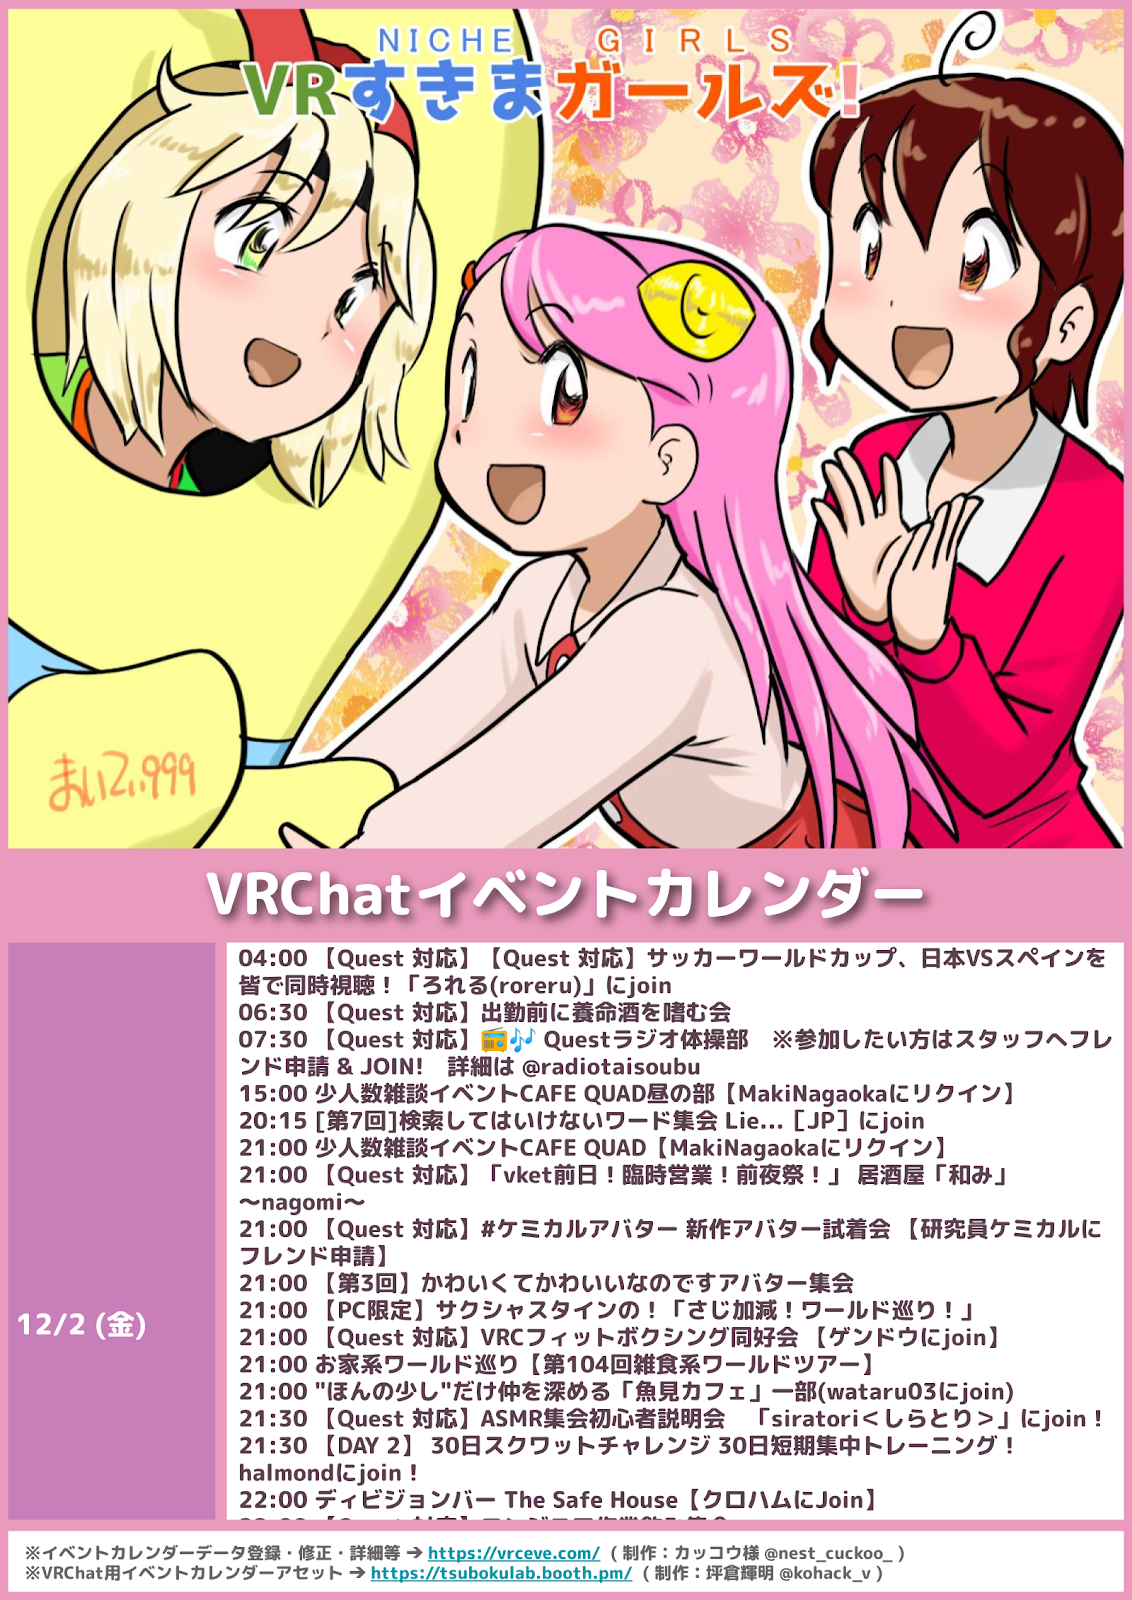 NICHE GIRLS
VRすきまガールズ!
まいてぃ999
VRChatイベントカレンダー
12/2 (金)
04:00 【Quest 対応】【Quest 対応】サッカーワールドカップ、日本VSスペインを
皆で同時視聴！「ろれる(roreru)」にjoin
06:30 【Quest 対応】出勤前に養命酒を嗜む会
07:30 【Quest 対応】📻🎶 Questラジオ体操部　※参加したい方はスタッフへフレ
ンド申請 & JOIN!　詳細は @radiotaisoubu
15:00 少人数雑談イベントCAFE QUAD昼の部【MakiNagaokaにリクイン】
20:15 [第7回]検索してはいけないワード集会 Lie...［JP］にjoin
21:00 少人数雑談イベントCAFE QUAD【MakiNagaokaにリクイン】
21:00 【Quest 対応】「vket前日！臨時営業！前夜祭！」 居酒屋「和み」
～nagomi～
21:00 【Quest 対応】#ケミカルアバター 新作アバター試着会 【研究員ケミカルに
フレンド申請】
21:00 【第3回】かわいくてかわいいなのですアバター集会
21:00 【PC限定】サクシャスタインの！「さじ加減！ワールド巡り！」
21:00 【Quest 対応】VRCフィットボクシング同好会 【ゲンドウにjoin】
21:00 お家系ワールド巡り【第104回雑食系ワールドツアー】
21:00 "ほんの少し"だけ仲を深める「魚見カフェ」一部(wataru03にjoin)
21:30 【Quest 対応】ASMR集会初心者説明会　「siratori＜しらとり＞」にjoin！
21:30 【DAY 2】 30日スクワットチャレンジ 30日短期集中トレーニング！
halmondにjoin！
22:00 ディビジョンバー The Safe House【クロハムにJoin】
※イベントカレンダーデータ登録・修正・詳細等 ➔ https://vrceve.com/ （ 制作：カッコウ様 @nest_cuckoo_ ）
※VRChat用イベントカレンダーアセット ➔ https://tsubokulab.booth.pm/ （ 制作：坪倉輝明 @kohack_v ）